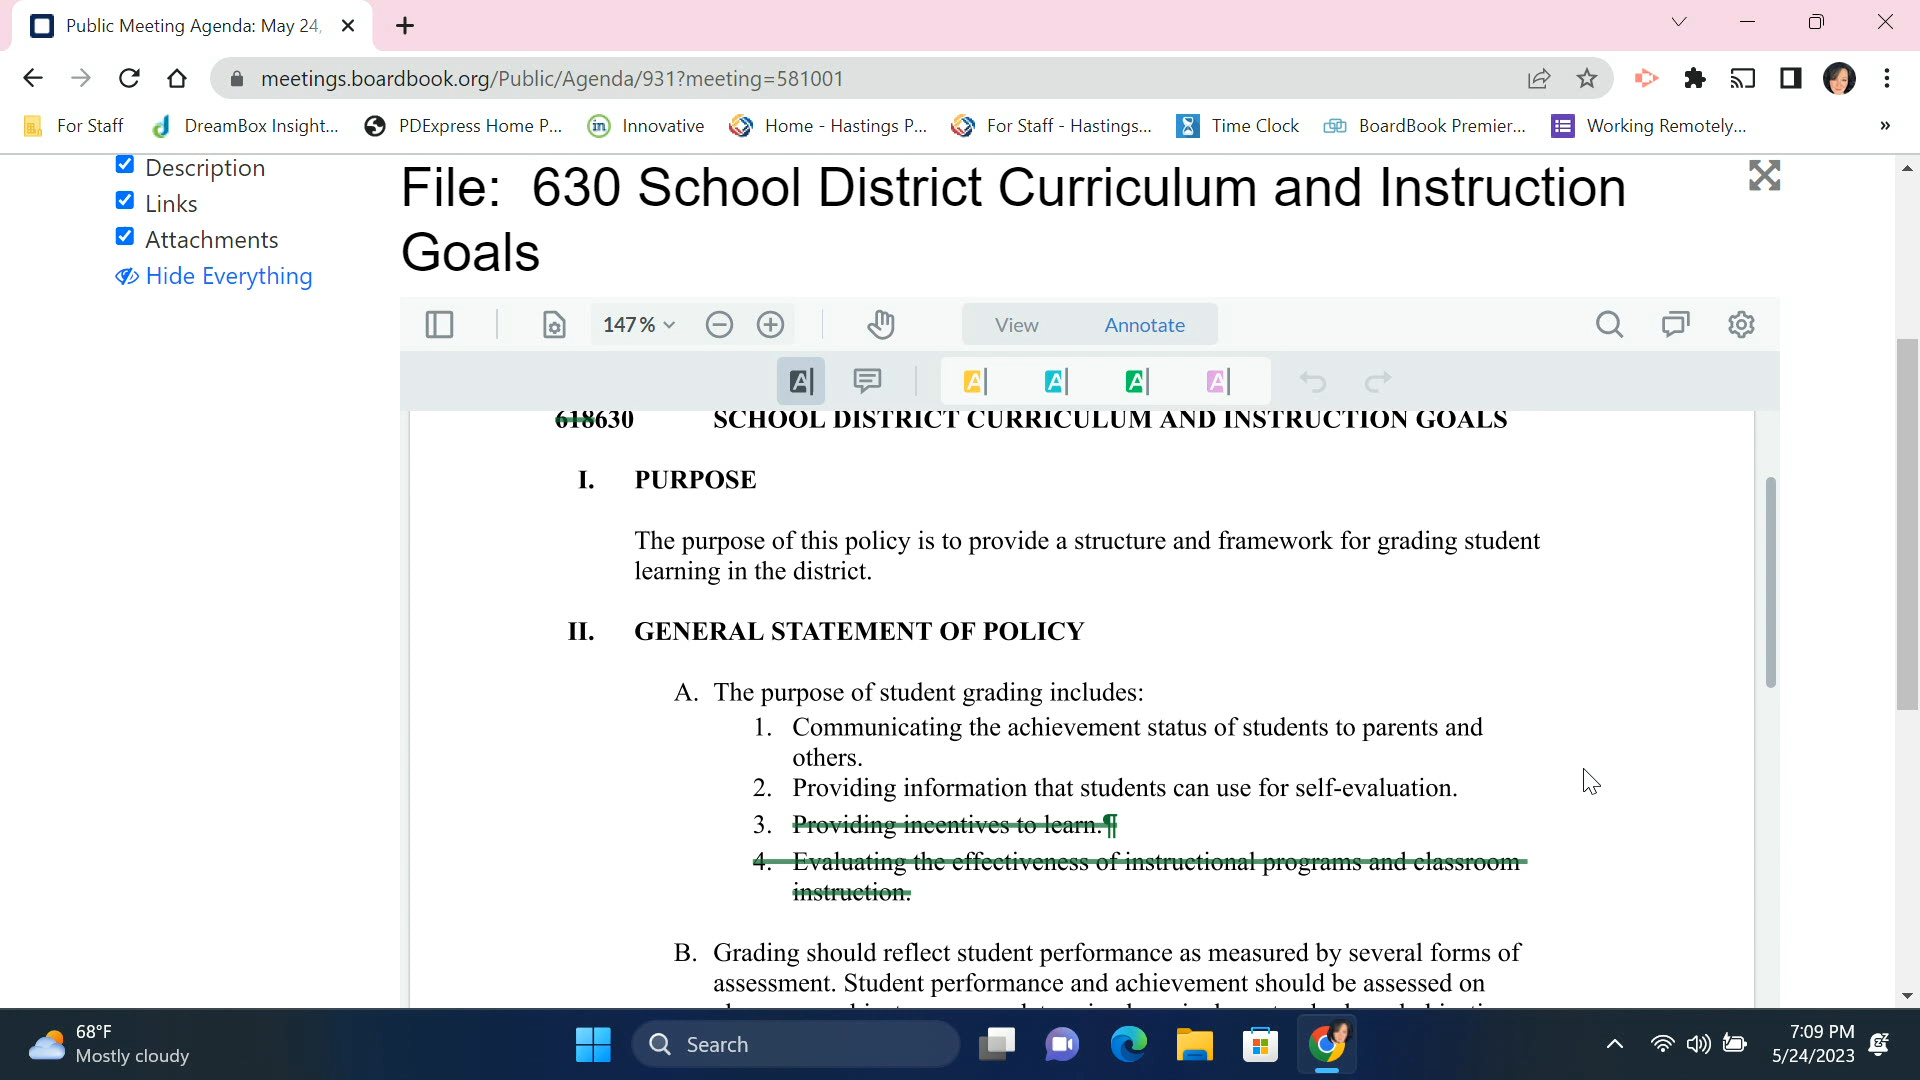 Public Meeting Agenda: May 24,
meetings.boardbook.org/Public/Agenda/931?meeting=581001
For Staff
DreamBox Insight...
PDExpress Home P...
Innovative
Home - Hastings P...
For Staff - Hastings...
Time Clock
BoardBook Premier...
Working Remotely...
»
Description
Links
Attachments
Hide Everything
File: 630 School District Curriculum and Instruction
Goals
147%
View
Annotate
618630 SCHOOL DISTRICT CURRICULUM AND INSTRUCTION GOALS
I. PURPOSE
The purpose of this policy is to provide a structure and framework for grading student
learning in the district.
II. GENERAL STATEMENT OF POLICY
A. The purpose of student grading includes:
1. Communicating the achievement status of students to parents and
others.
2. Providing information that students can use for self-evaluation.
3. Providing incentives to learn.¶
4. Evaluating the effectiveness of instructional programs and classroom
instruction.
B. Grading should reflect student performance as measured by several forms of
assessment. Student performance and achievement should be assessed on
68°F
Mostly cloudy
Search
7:09 PM
5/24/2023